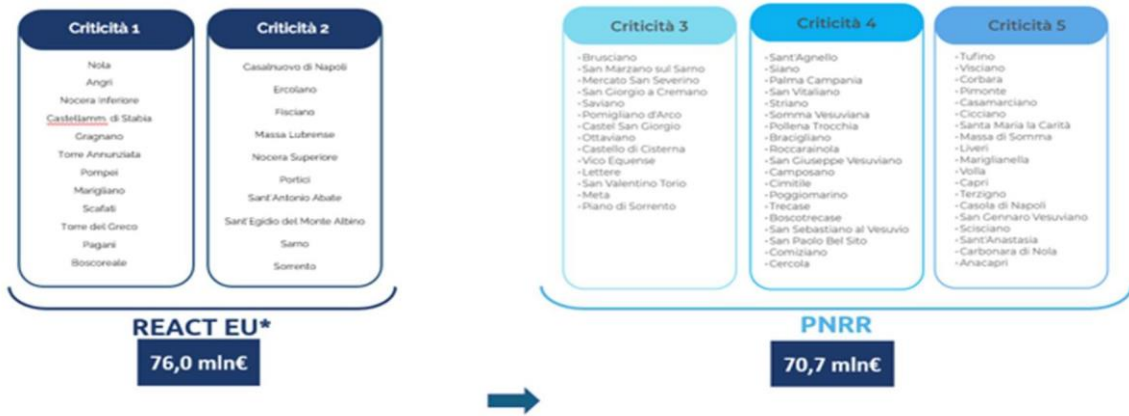 Criticità 1
Nola
Angri
Nocera Inferiore
Castellamm. di Stabia
Gragnano
Torre Annunziata
Pompei
Marigliano
Scafati
Torre del Greco
Pagani
Boscoreale
Criticità 2
Casalnuovo di Napoli
Ercolano
Fisciano
Massa Lubrense
Nocera Superiore
Portici
Sant'Antonio Abate
Sant'Egidio del Monte Albino
Sarno
Sorrento
REACT EU*
76,0 mln€
Criticità 3
-Brusciano
-San Marzano sul Sarno
-Mercato San Severino
-San Giorgio a Cremano
-Saviano
-Pomigliano d'Arco
-Castel San Giorgio
-Ottaviano
-Castello di Cisterna
-Vico Equense
-Lettere
-San Valentino Torio
-Meta
-Piano di Sorrento
Criticità 4
-Sant'Agnello
-Siano
-Palma Campania
-San Vitaliano
-Striano
-Somma Vesuviana
-Pollena Trocchia
-Bracigliano
-Roccarainola
-San Giuseppe Vesuviano
-Camposano
-Cimitile
-Poggiomarino
-Trecase
-Boscotrecase
-San Sebastiano al Vesuvio
-San Paolo Bel Sito
-Comiziano
-Cercola
Criticità 5
-Tufino
-Visciano
-Corbara
-Pimonte
-Casamarciano
-Cicciano
-Santa Maria la Carità
-Massa di Somma
-Liveri
-Mariglianella
-Volla
-Capri
-Terzigno
-Casola di Napoli
-San Gennaro Vesuviano
-Scisciano
-Sant'Anastasia
-Carbonara di Nola
-Anacapri
PNRR
70,7 mln€